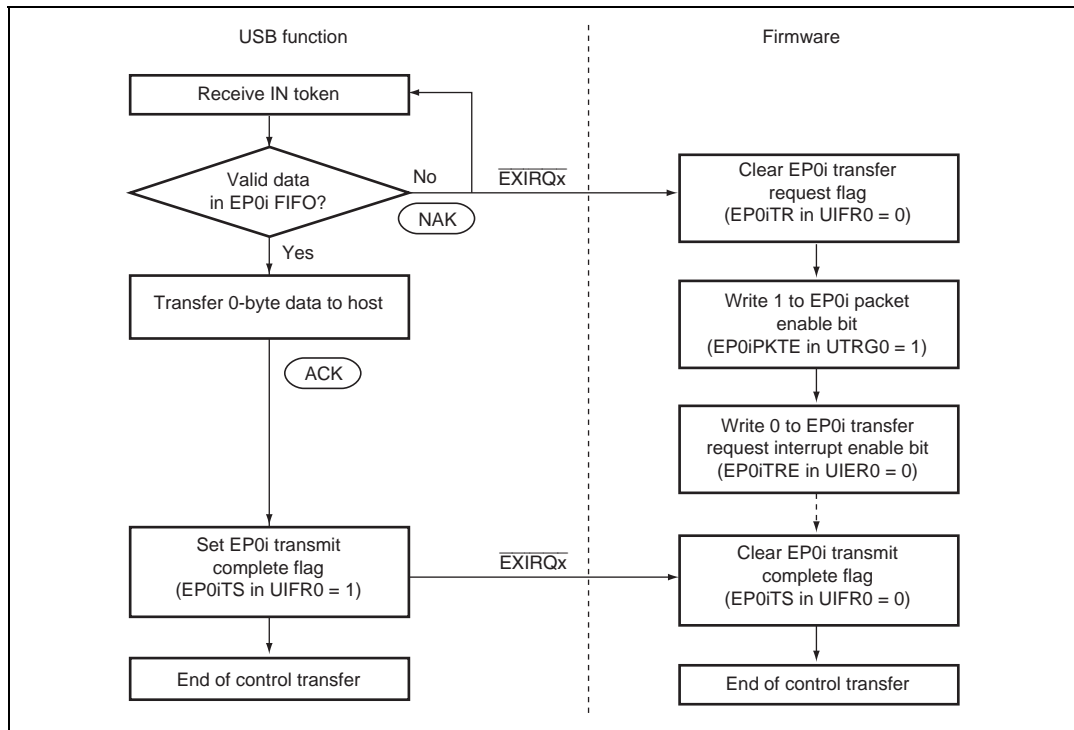 USB function
Firmware
Receive IN token
Valid data
in EP0i FIFO?
No
EXIRQx
NAK
Yes
Transfer 0-byte data to host
ACK
Set EP0i transmit
complete flag
(EP0iTS in UIFR0 = 1)
EXIRQx
End of control transfer
Clear EP0i transfer
request flag
(EP0iTR in UIFR0 = 0)
Write 1 to EP0i packet
enable bit
(EP0iPKTE in UTRG0 = 1)
Write 0 to EP0i transfer
request interrupt enable bit
(EP0iTRE in UIER0 = 0)
Clear EP0i transmit
complete flag
(EP0iTS in UIFR0 = 0)
End of control transfer